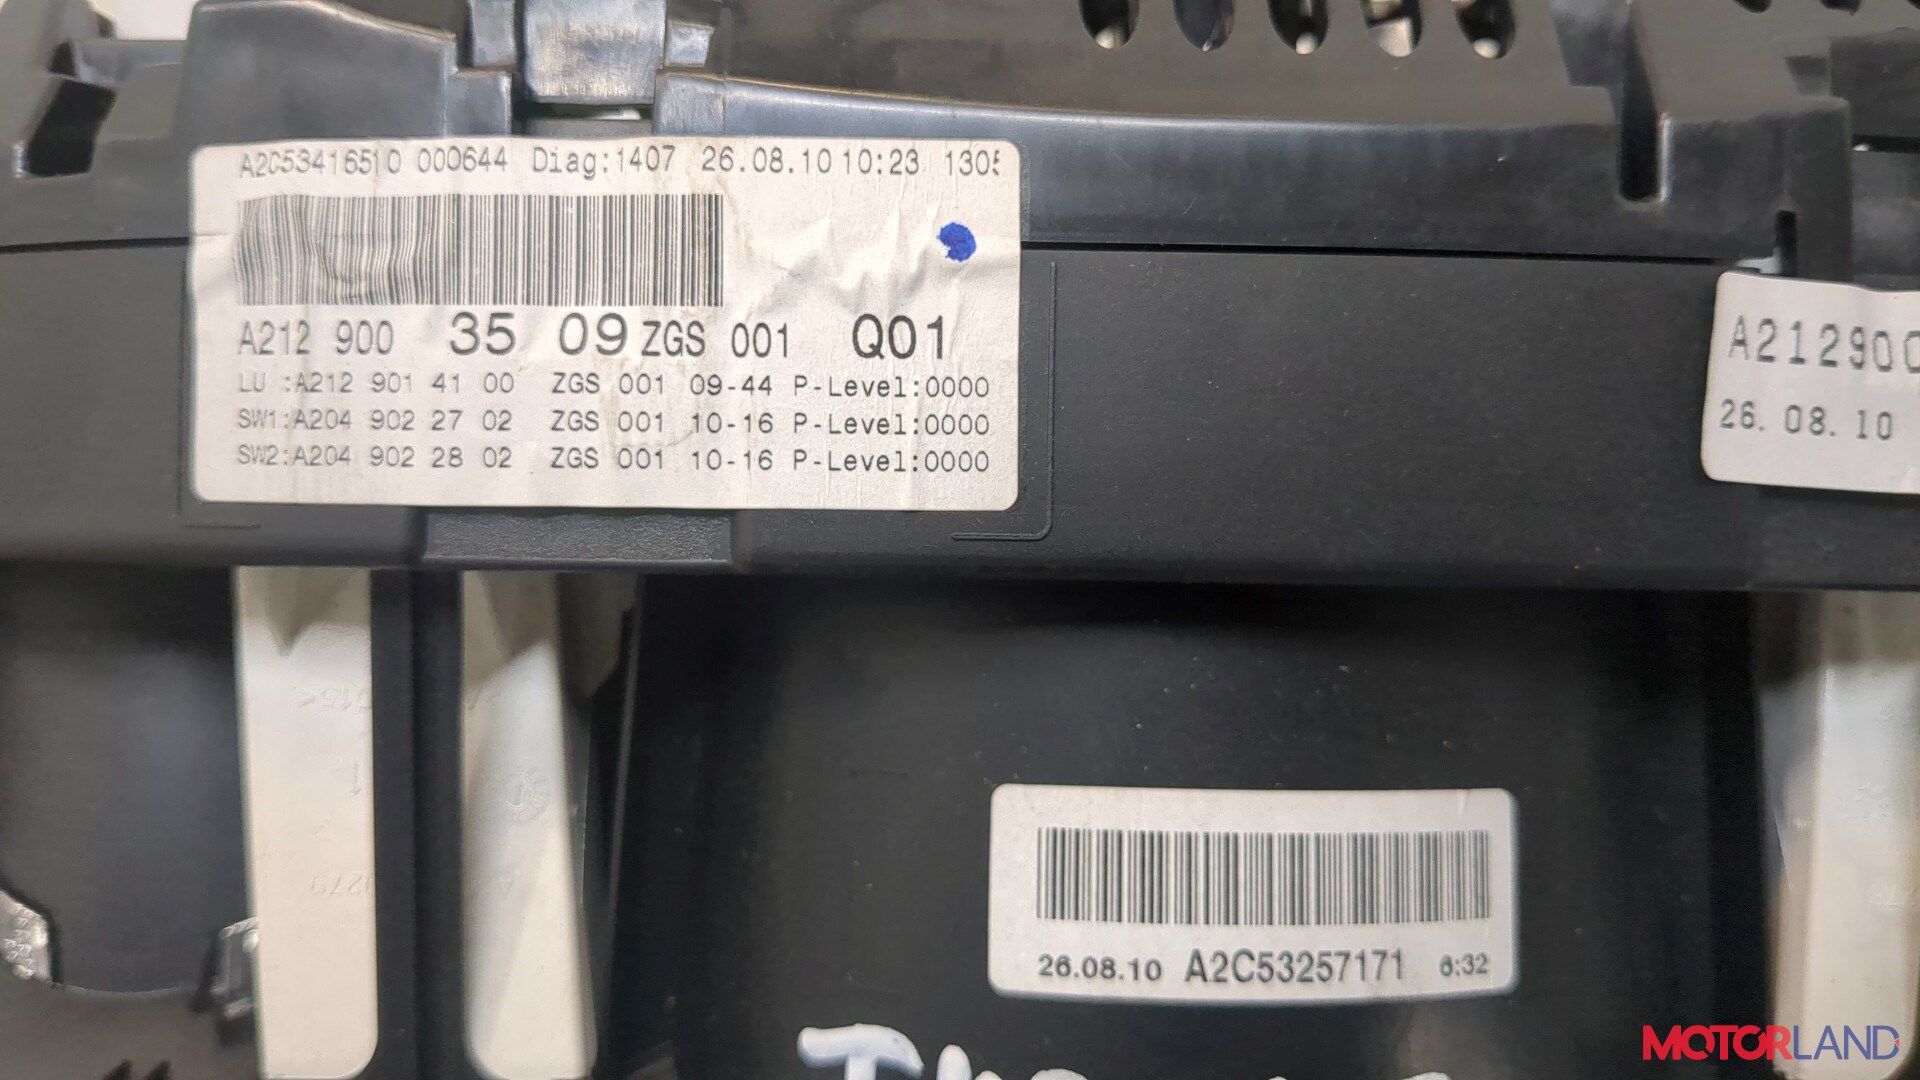 A2C53416510 000644 Diag:1407 26.08.10 10:23 1305
A212 900 35 09 ZGS 001 Q01
LU :A212 901 41 00 ZGS 001 09-44 P-Level:0000
SW1:A204 902 27 02 ZGS 001 10-16 P-Level:0000
SW2:A204 902 28 02 ZGS 001 10-16 P-Level:0000
A212900
26.08.10
26.08.10 A2C53257171 6:32
MOTORLAND